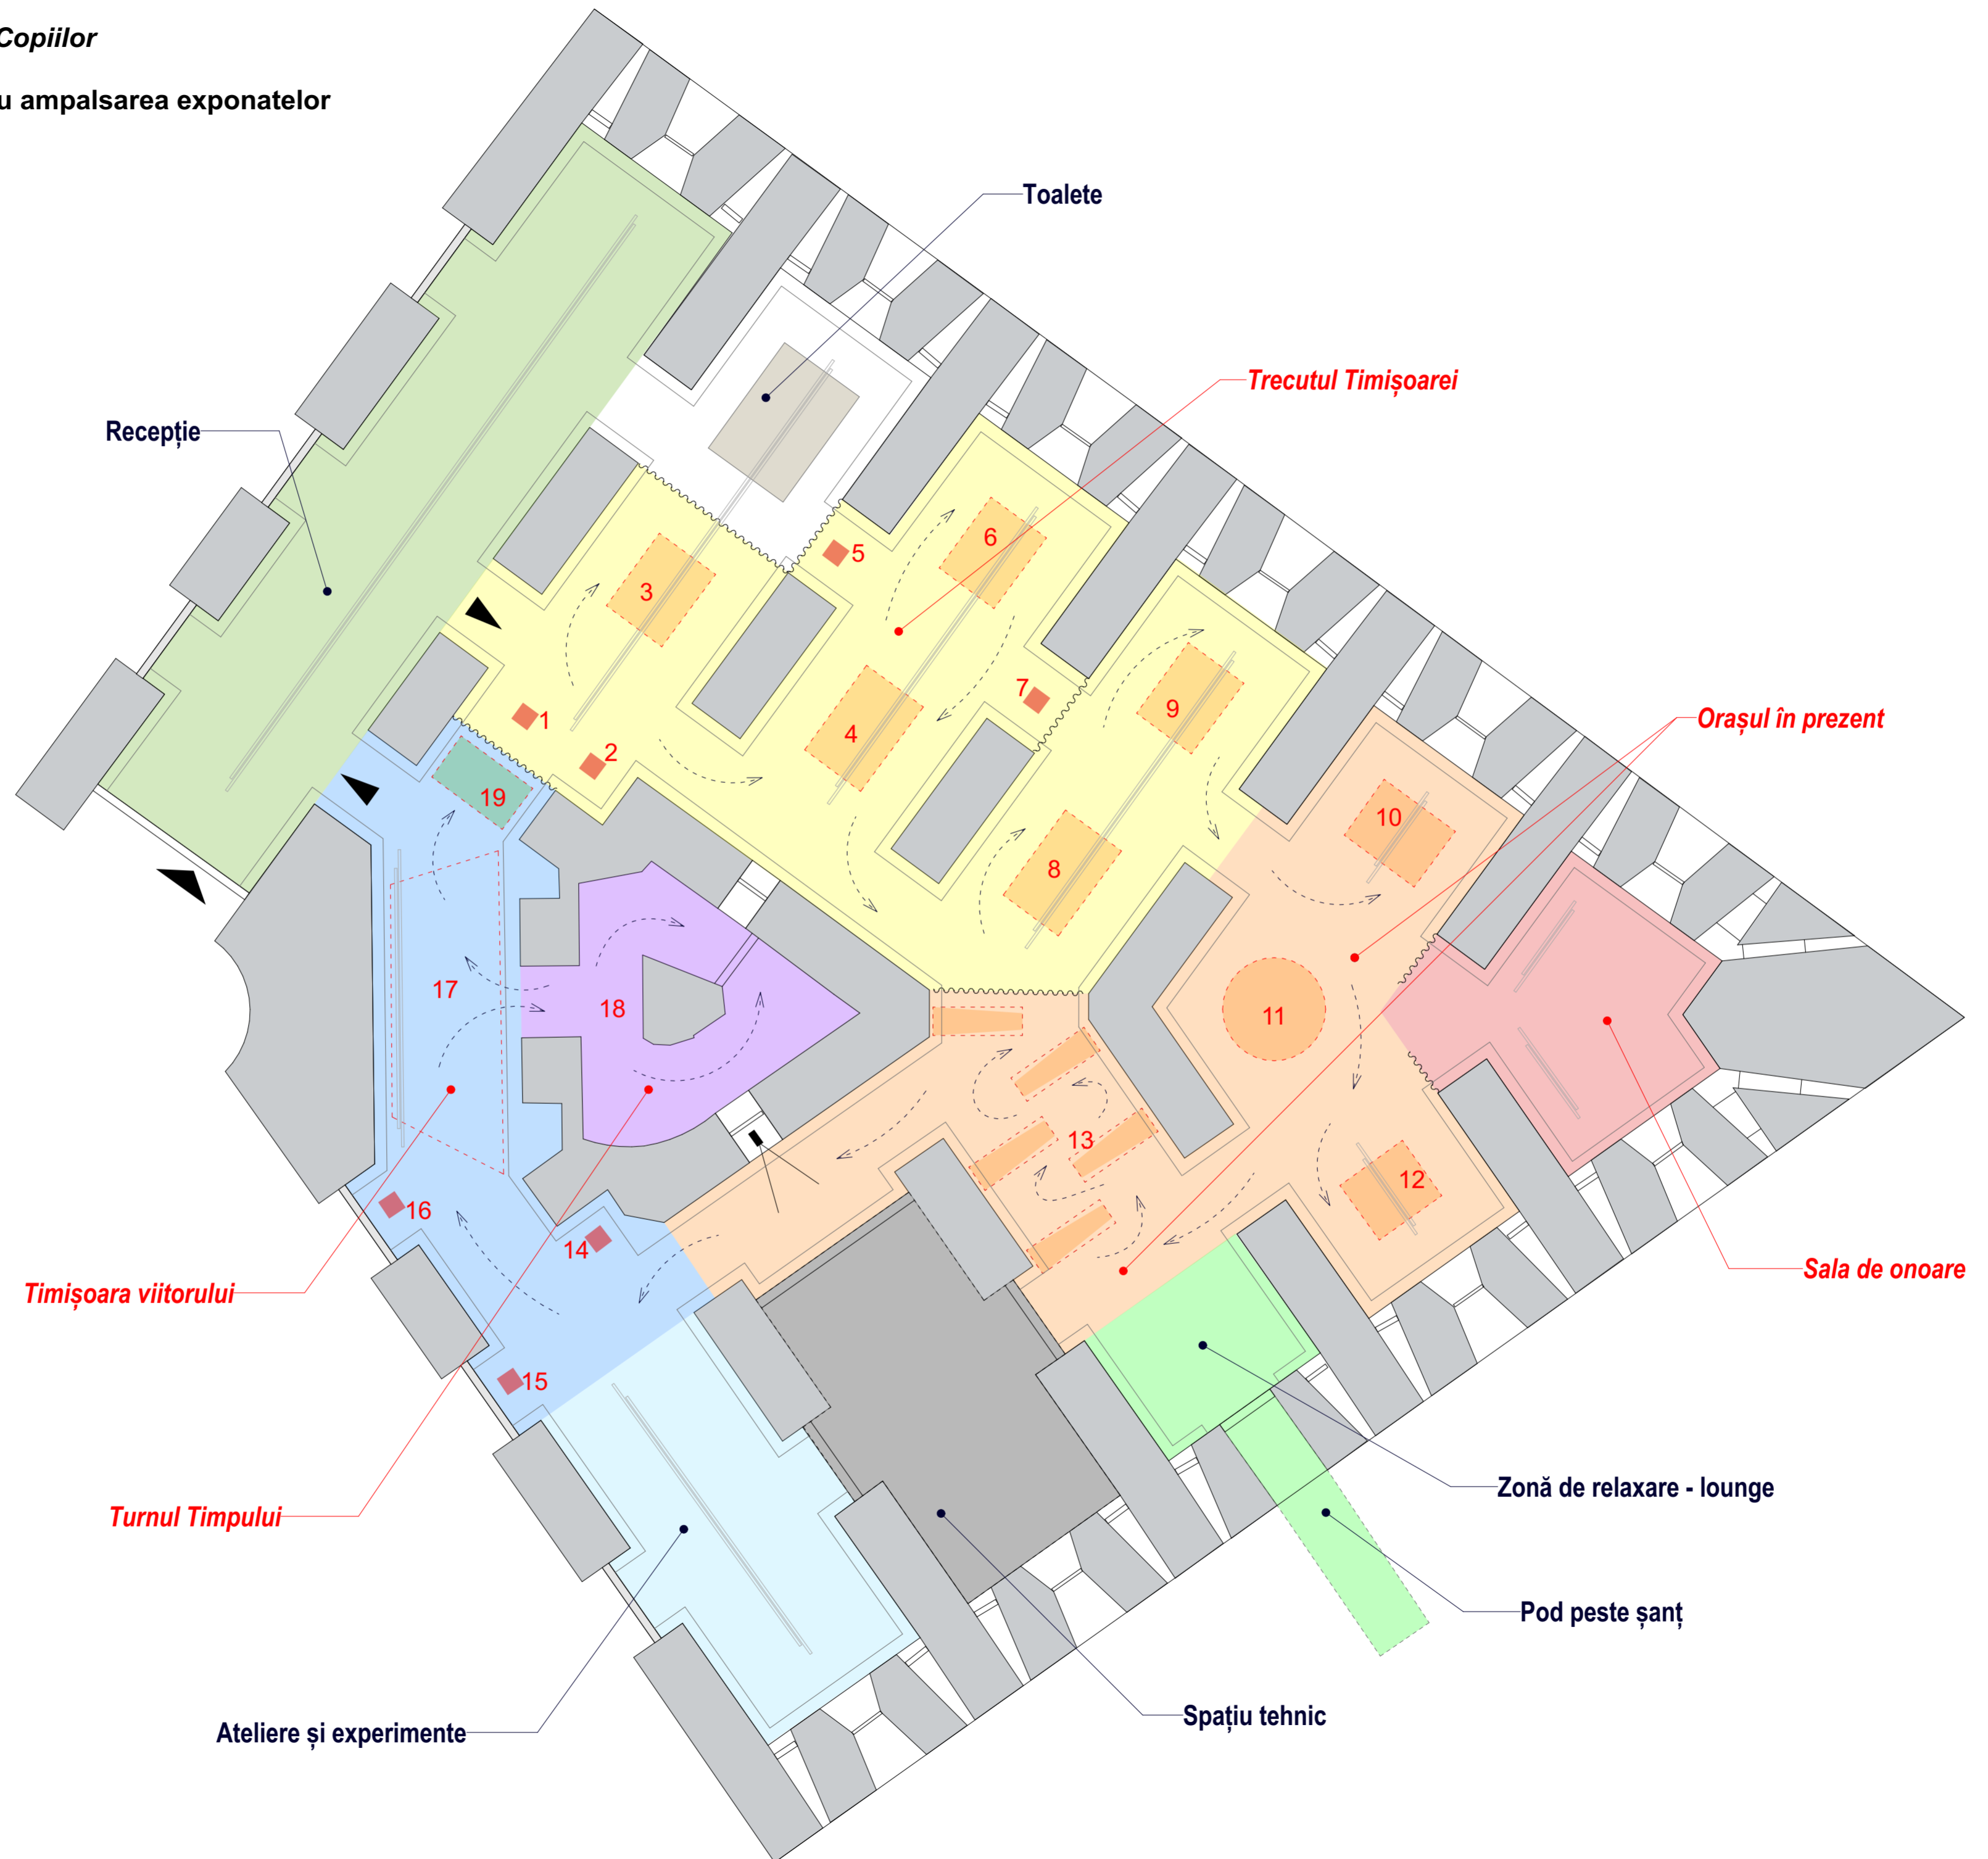 Copiilor
u ampalsarea exponatelor
Toalete
Trecutul Timișoarei
Recepție
Orașul în prezent
6
5
3
7
9
1
4
2
19
10
8
17
18
11
13
12
16
14
Sala de onoare
Timișoara viitorului
15
Zonă de relaxare - lounge
Turnul Timpului
Pod peste șanț
Spațiu tehnic
Ateliere și experimente